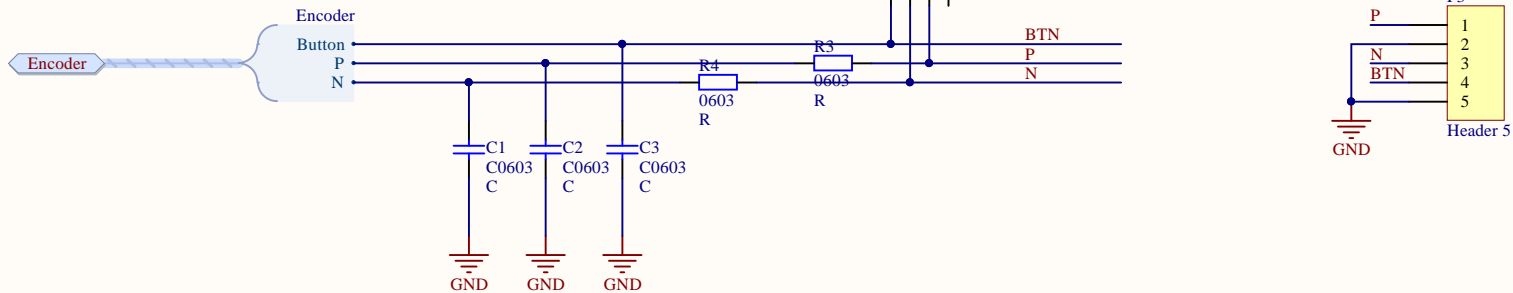 Encoder
Encoder
Button
P
N
BTN
P
N
R3
0603
R
R4
0603
R
C1
C0603
C
C2
C0603
C
C3
C0603
C
GND
GND
GND
P
N
BTN
1
2
3
4
5
GND
Header 5